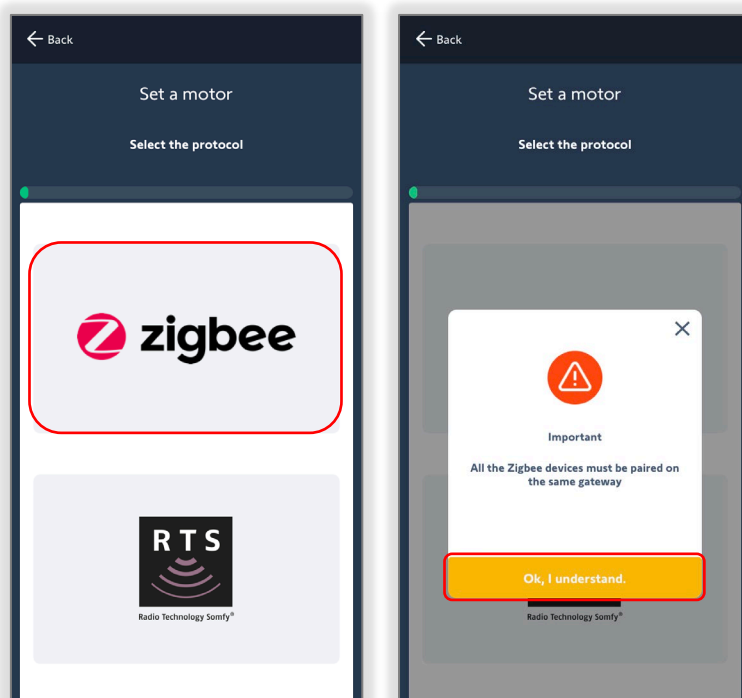 Back
Set a motor
Select the protocol
zigbee
RTS
Radio Technology Somfy®
Back
Set a motor
Select the protocol
Important
All the Zigbee devices must be paired on
the same gateway
Ok, I understand.
Radio Technology Somfy®